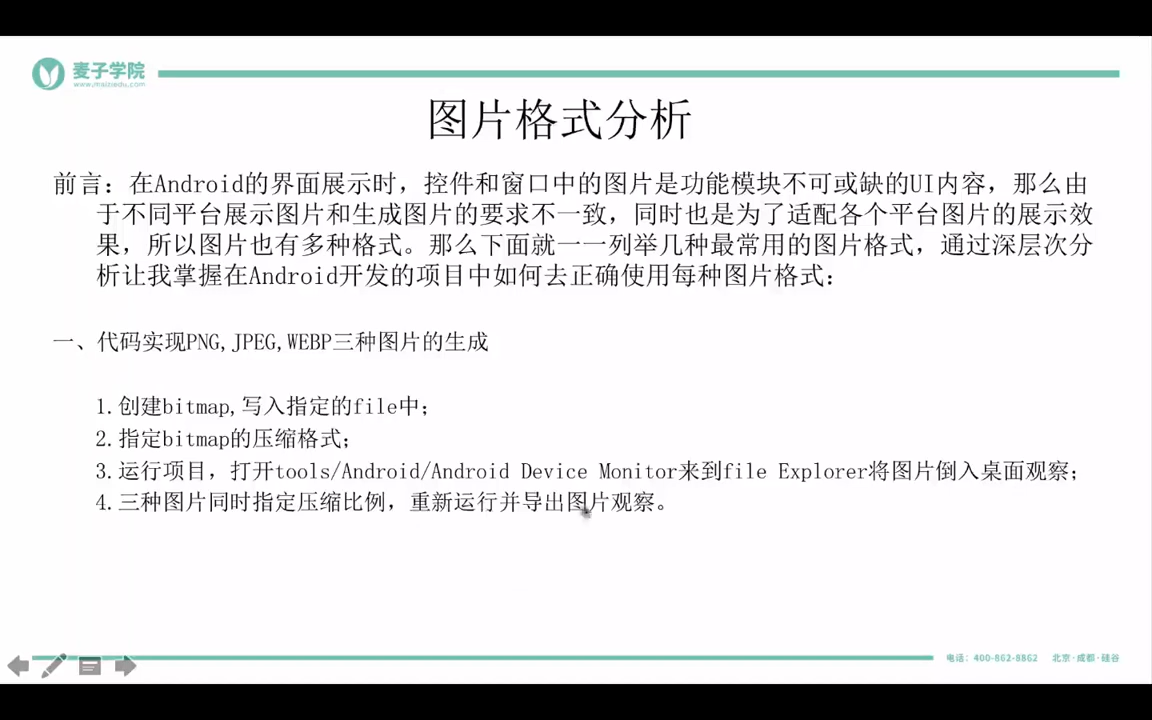 麦子学院
www.maiziedu.com
图片格式分析
前言：在Android的界面展示时，控件和窗口中的图片是功能模块不可或缺的UI内容，那么由
于不同平台展示图片和生成图片的要求不一致，同时也是为了适配各个平台图片的展示效
果，所以图片也有多种格式。那么下面就一一列举几种最常用的图片格式，通过深层次分
析让我掌握在Android开发的项目中如何去正确使用每种图片格式：
一、代码实现PNG,JPEG,WEBP三种图片的生成
1.创建bitmap,写入指定的file中；
2.指定bitmap的压缩格式；
3.运行项目，打开tools/Android/Android Device Monitor来到file Explorer将图片倒入桌面观察；
4.三种图片同时指定压缩比例，重新运行并导出图片观察。
电话：400-862-8862 北京·成都·硅谷